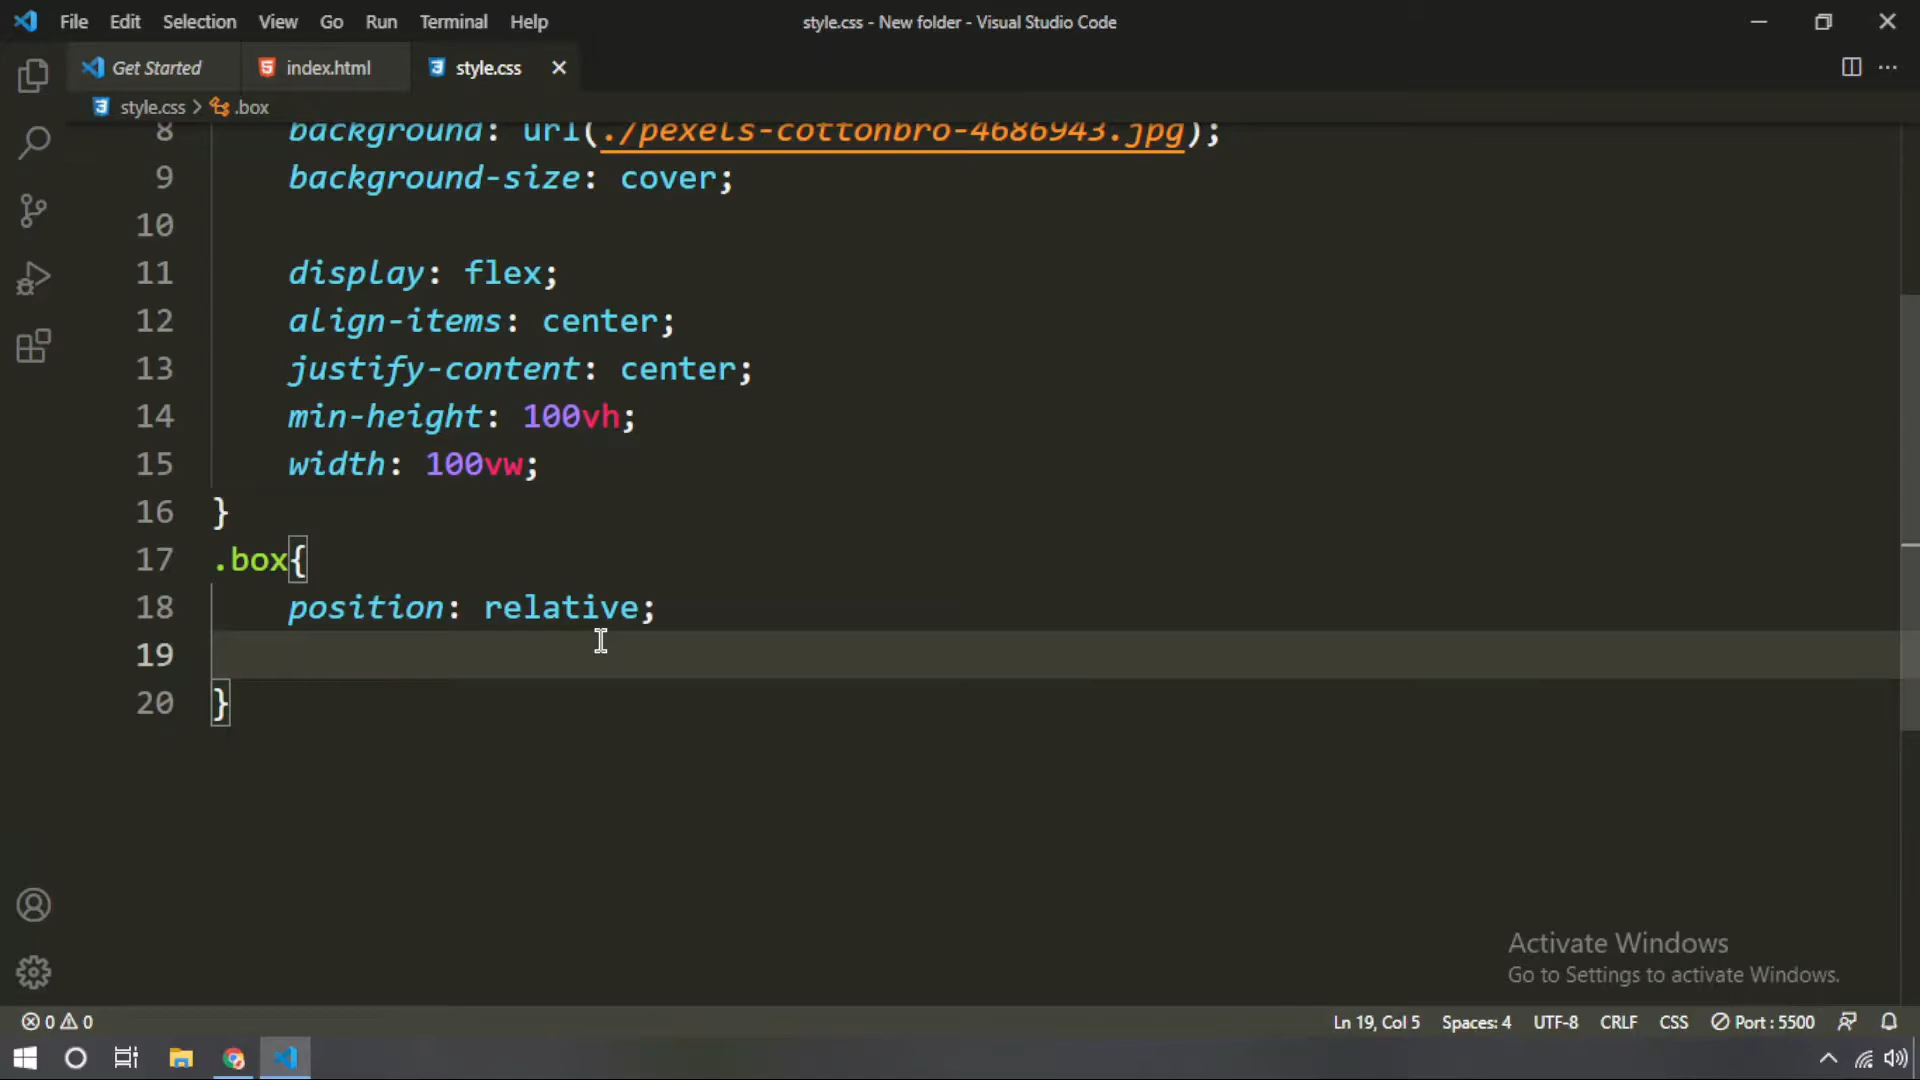 File Edit Selection View Go Run Terminal Help style.css - New folder - Visual Studio Code
Get Started index.html style.css
style.css > .box
8 background: url(./pexels-cottonbro-4686943.jpg);
9 background-size: cover;
10
11 display: flex;
12 align-items: center;
13 justify-content: center;
14 min-height: 100vh;
15 width: 100vw;
16 }
17 .box{
18 position: relative;
19
20 }
Activate Windows
Go to Settings to activate Windows.
0 0 Ln 19, Col 5 Spaces: 4 UTF-8 CRLF CSS Port : 5500